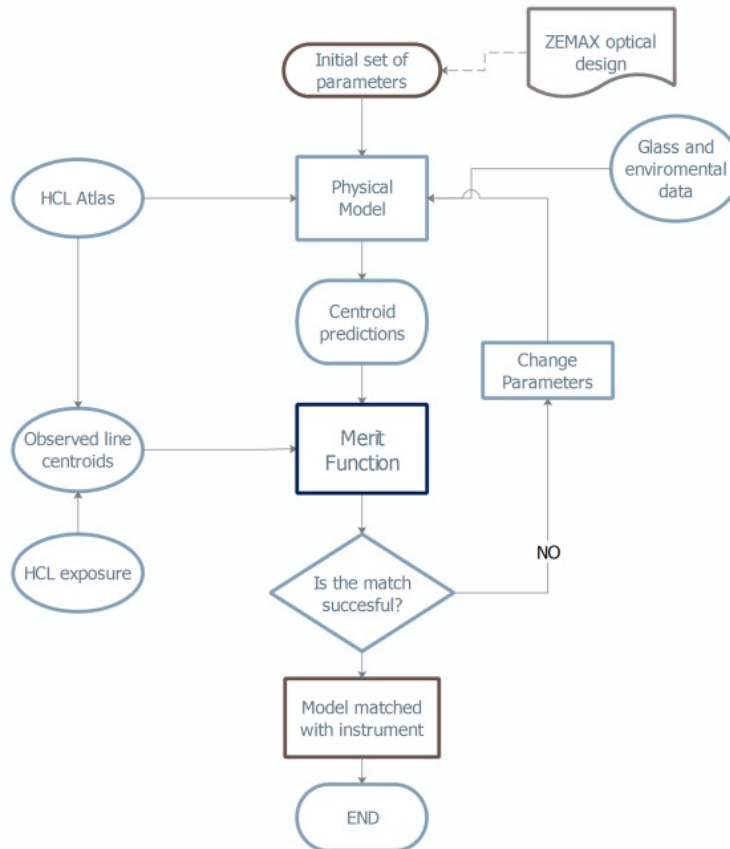 Initial set of
parameters
ZEMAX optical
design
Glass and
enviromental
data
HCL Atlas
Physical
Model
Centroid
predictions
Change
Parameters
Observed line
centroids
Merit
Function
HCL exposure
NO
Is the match
succesful?
Model matched
with instrument
END